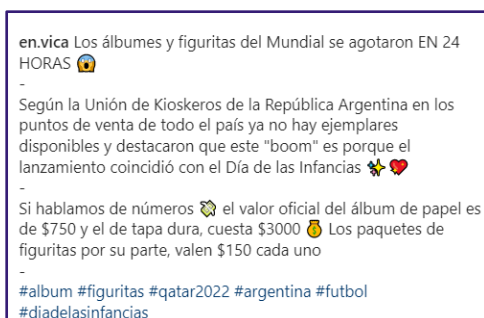 en.vica Los álbumes y figuritas del Mundial se agotaron EN 24
HORAS 😱
-
Según la Unión de Kioskeros de la República Argentina en los
puntos de venta de todo el país ya no hay ejemplares
disponibles y destacaron que este "boom" es porque el
lanzamiento coincidió con el Día de las Infancias ✨ 💖
-
Si hablamos de números 💸 el valor oficial del álbum de papel es
de $750 y el de tapa dura, cuesta $3000 💰 Los paquetes de
figuritas por su parte, valen $150 cada uno
-
#album #figuritas #qatar2022 #argentina #futbol
#diadelasinfancias